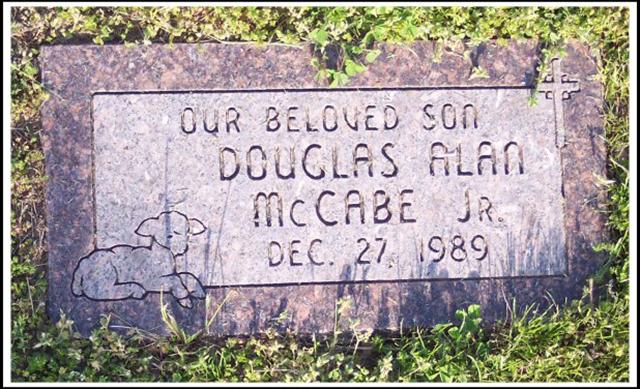 OUR BELOVED SON
DOUGLAS ALAN
McCABE JR.
DEC. 27, 1989